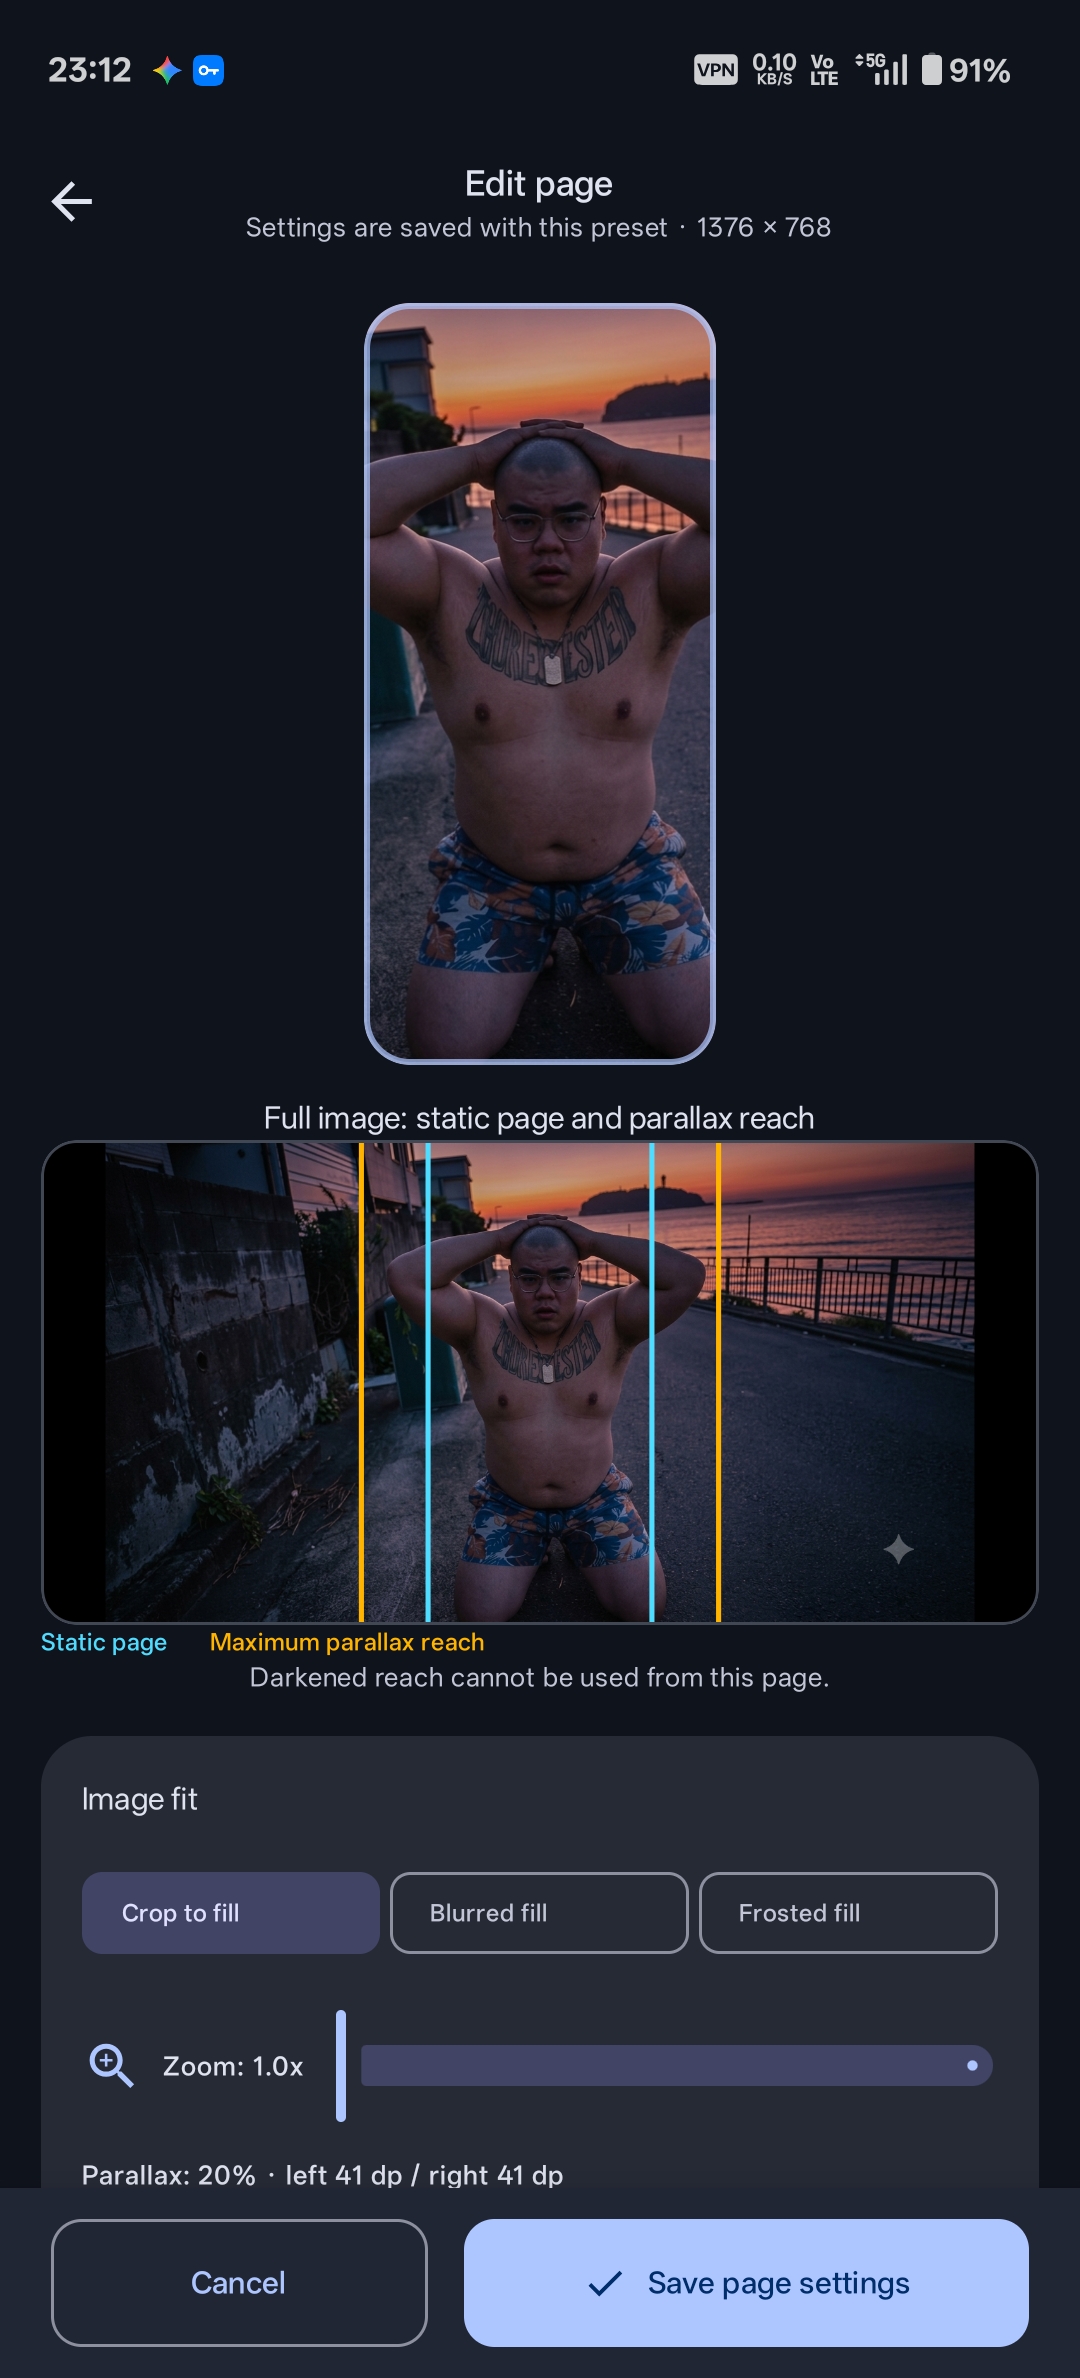 23:12
VPN
0.10 KB/S
Vo LTE
5G
91%
Edit page
Settings are saved with this preset · 1376 × 768
Full image: static page and parallax reach
Static page
Maximum parallax reach
Darkened reach cannot be used from this page.
Image fit
Crop to fill
Blurred fill
Frosted fill
Zoom: 1.0x
Parallax: 20% · left 41 dp / right 41 dp
Cancel
Save page settings